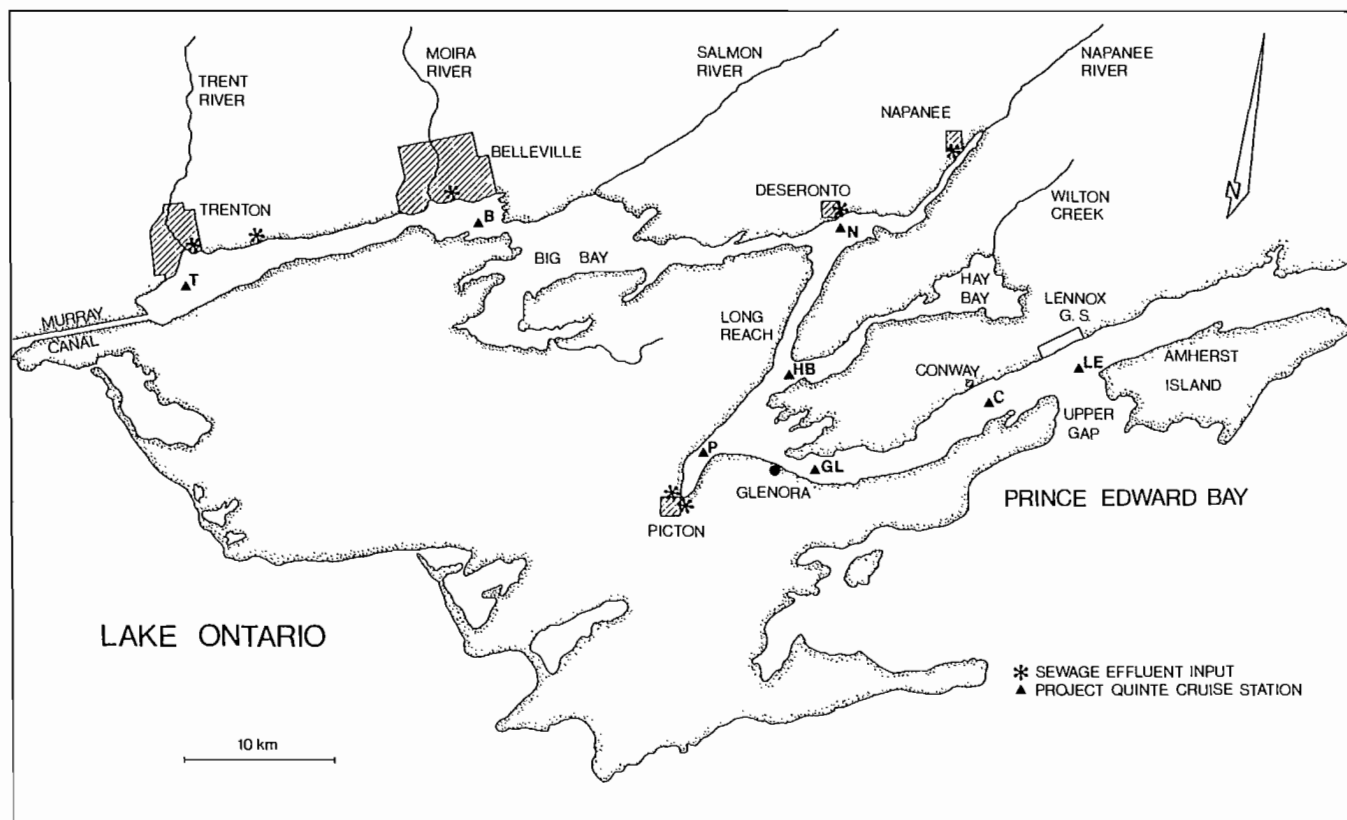 TRENT
RIVER
MOIRA
RIVER
SALMON
RIVER
NAPANEE
RIVER
NAPANEE
BELLEVILLE
DESERONTO
WILTON
CREEK
TRENTON
B
N
N
T
BIG BAY
HAY
BAY
LENNOX
G. S.
MURRAY
CANAL
LONG
REACH
HB
CONWAY
LE
AMHERST
ISLAND
C
UPPER
GAP
P
GL
GLENORA
PICTON
PRINCE EDWARD BAY
LAKE ONTARIO
SEWAGE EFFLUENT INPUT
PROJECT QUINTE CRUISE STATION
10 km